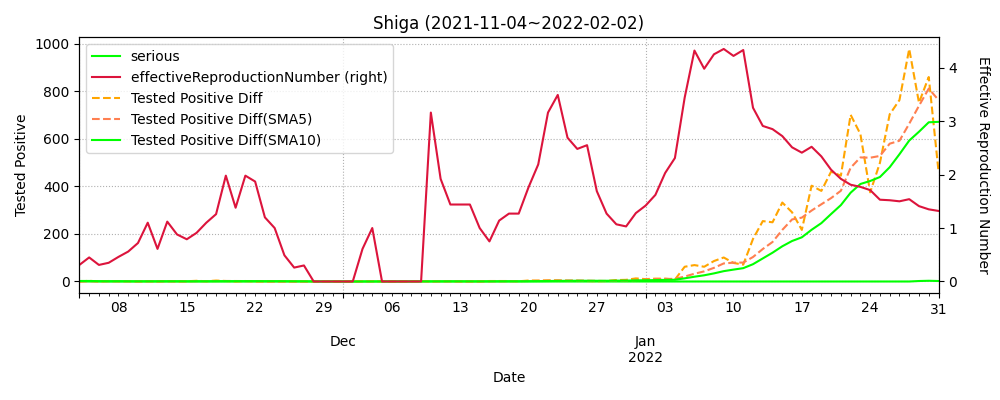 Shiga (2021-11-04~2022-02-02)
serious
effectiveReproductionNumber (right)
Tested Positive Diff
Tested Positive Diff(SMA5)
Tested Positive Diff(SMA10)
Tested Positive
1000
800
600
400
200
0
Effective Reproduction Number
4
3
2
1
0
08 15 22 29 06 13 20 27 03 10 17 24 31
Dec Jan
2022
Date